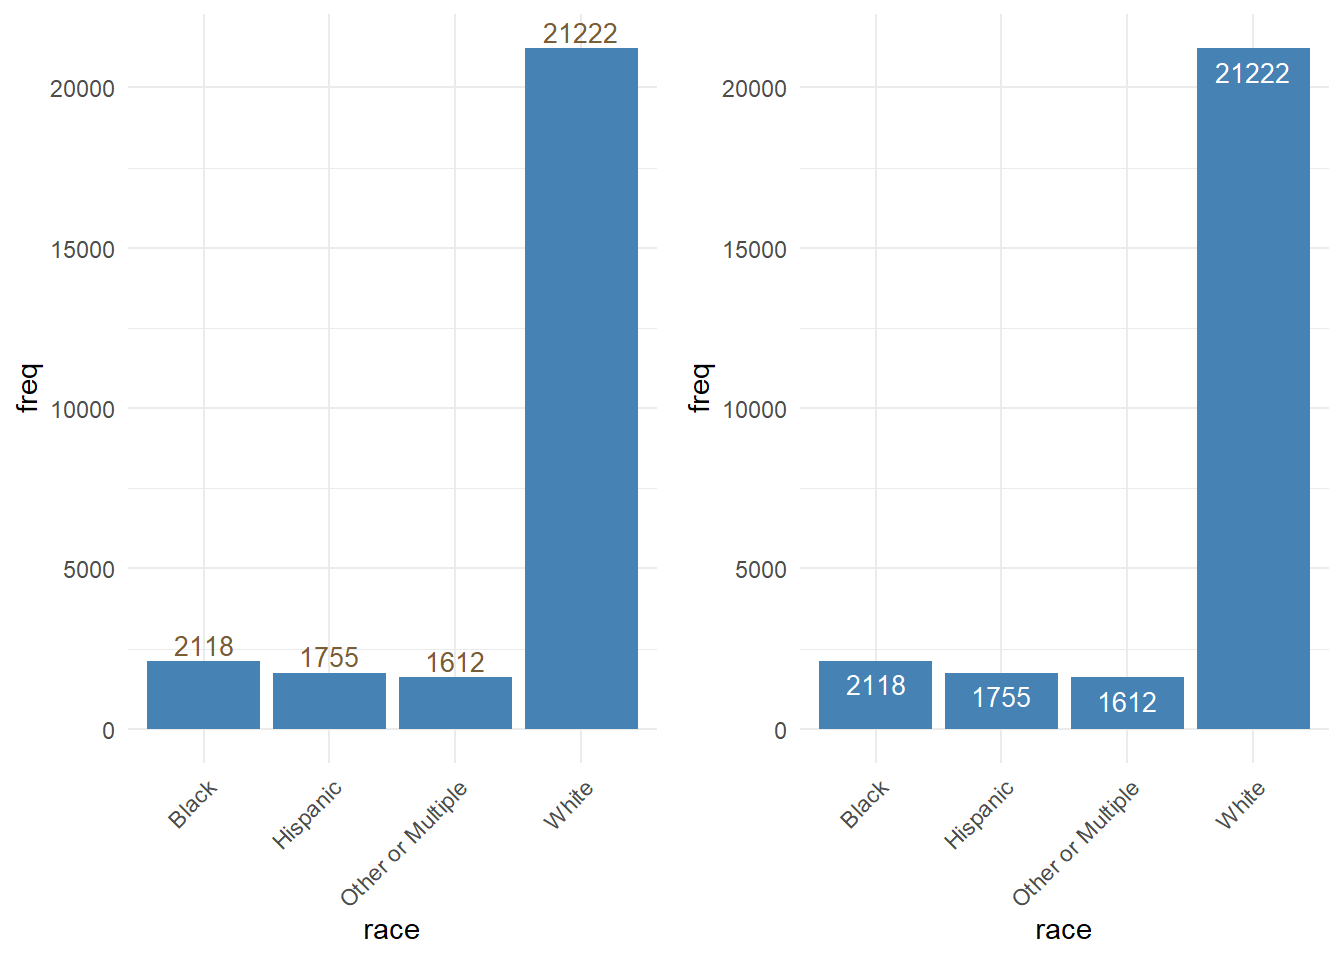 21222
20000
15000
freq
10000
5000
2118
1755
1612
0
Black
Hispanic
Other or Multiple
White
race
21222
20000
15000
freq
10000
5000
2118
1755
1612
0
Black
Hispanic
Other or Multiple
White
race